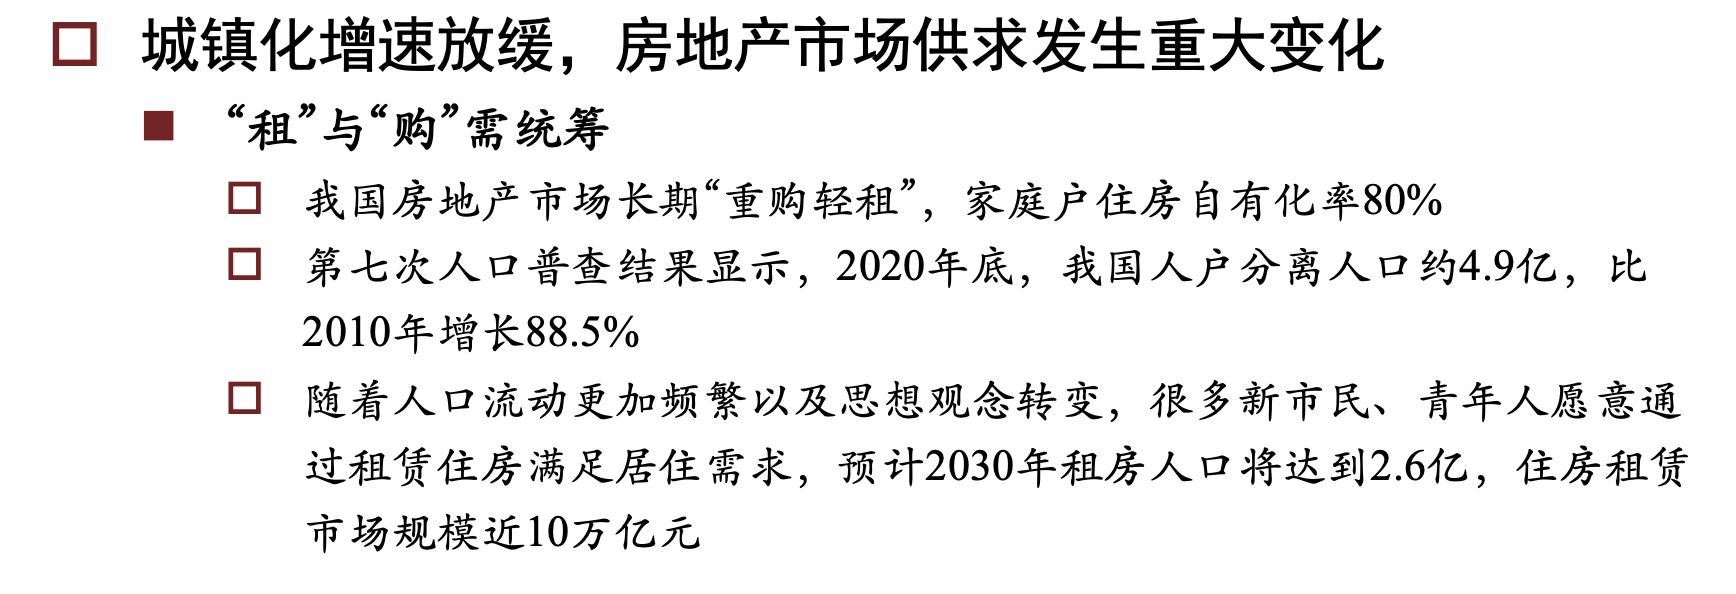 城镇化增速放缓，房地产市场供求发生重大变化
“租”与“购”需统筹
我国房地产市场长期“重购轻租”，家庭户住房自有化率80%
第七次人口普查结果显示，2020年底，我国人户分离人口约4.9亿，比
2010年增长88.5%
随着人口流动更加频繁以及思想观念转变，很多新市民、青年人愿意通
过租赁住房满足居住需求，预计2030年租房人口将达到2.6亿，住房租赁
市场规模近10万亿元